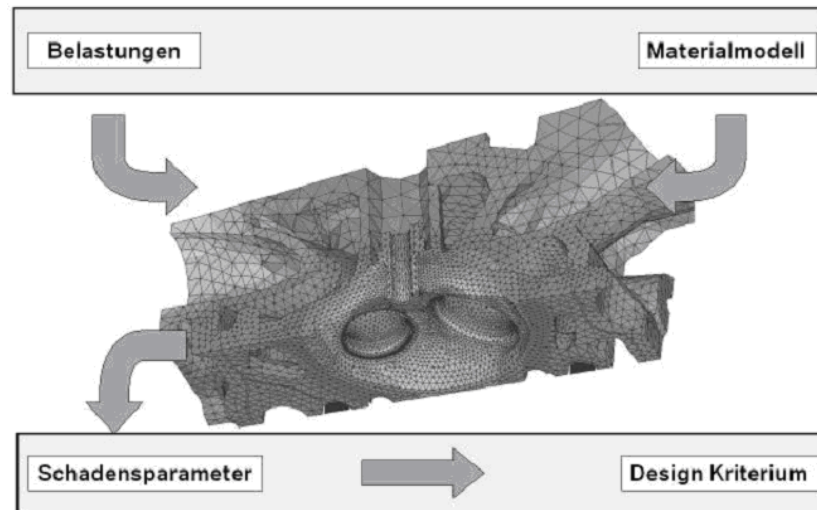 Belastungen
Materialmodell
Schadensparameter
Design Kriterium